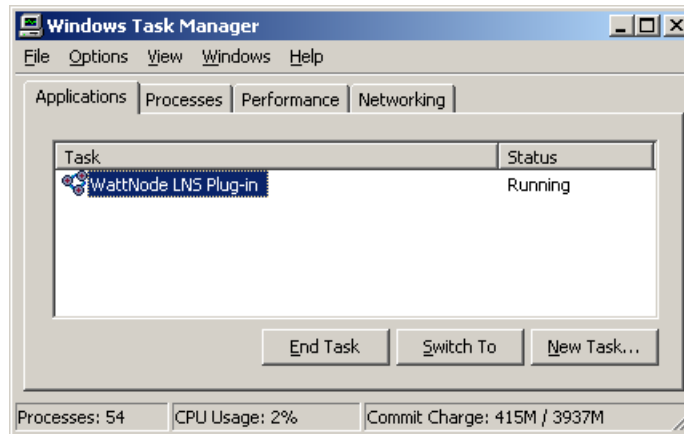 Windows Task Manager
File Options View Windows Help
Applications Processes Performance Networking
Task Status
WattNode LNS Plug-in Running
End Task Switch To New Task...
Processes: 54 CPU Usage: 2% Commit Charge: 415M / 3937M